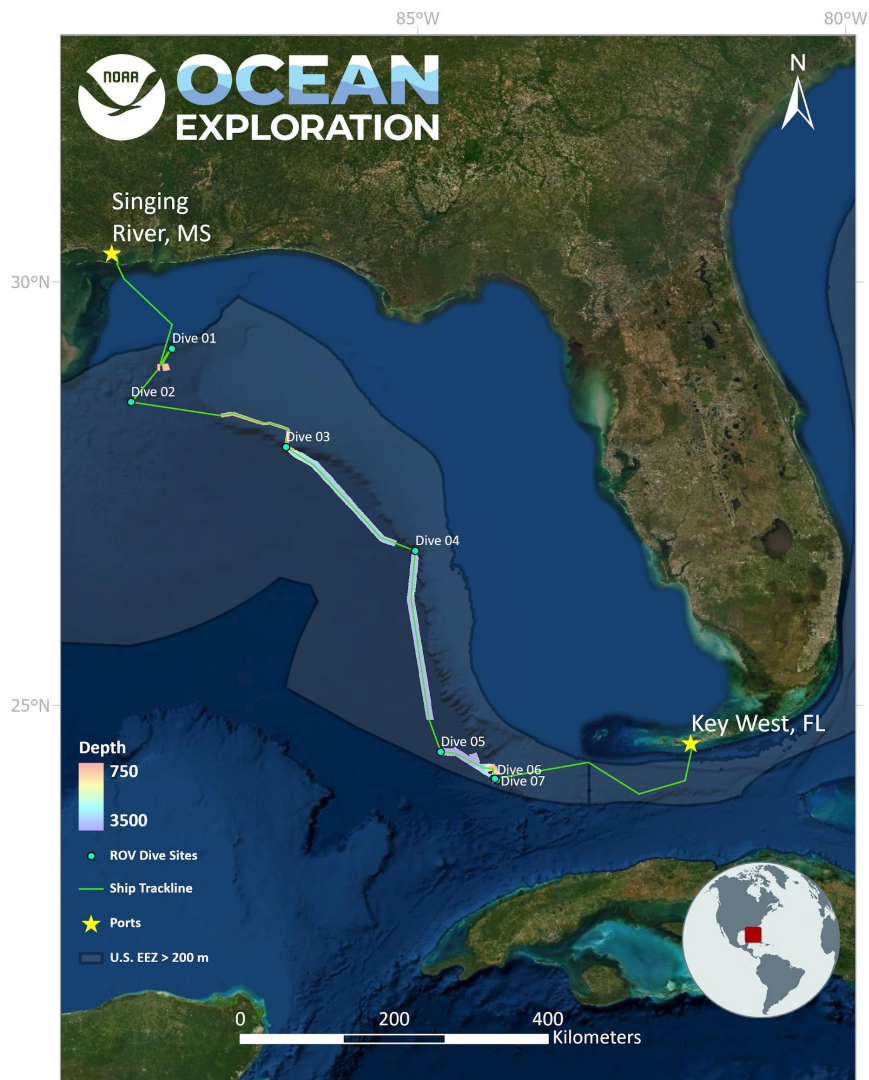 85°W
80°W
NOAA
OCEAN
EXPLORATION
N
Singing
River, MS
30°N
Dive 01
Dive 02
Dive 03
Dive 04
25°N
Key West, FL
Dive 05
Dive 06
Dive 07
Depth
750
3500
ROV Dive Sites
Ship Trackline
Ports
U.S. EEZ > 200 m
0 200 400
Kilometers